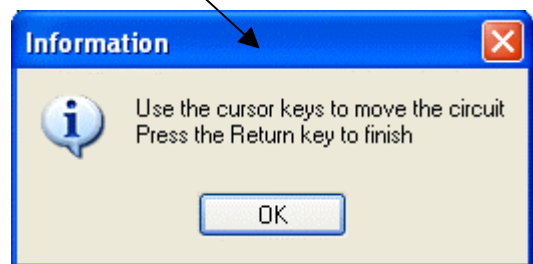 Information
Use the cursor keys to move the circuit
Press the Return key to finish
OK